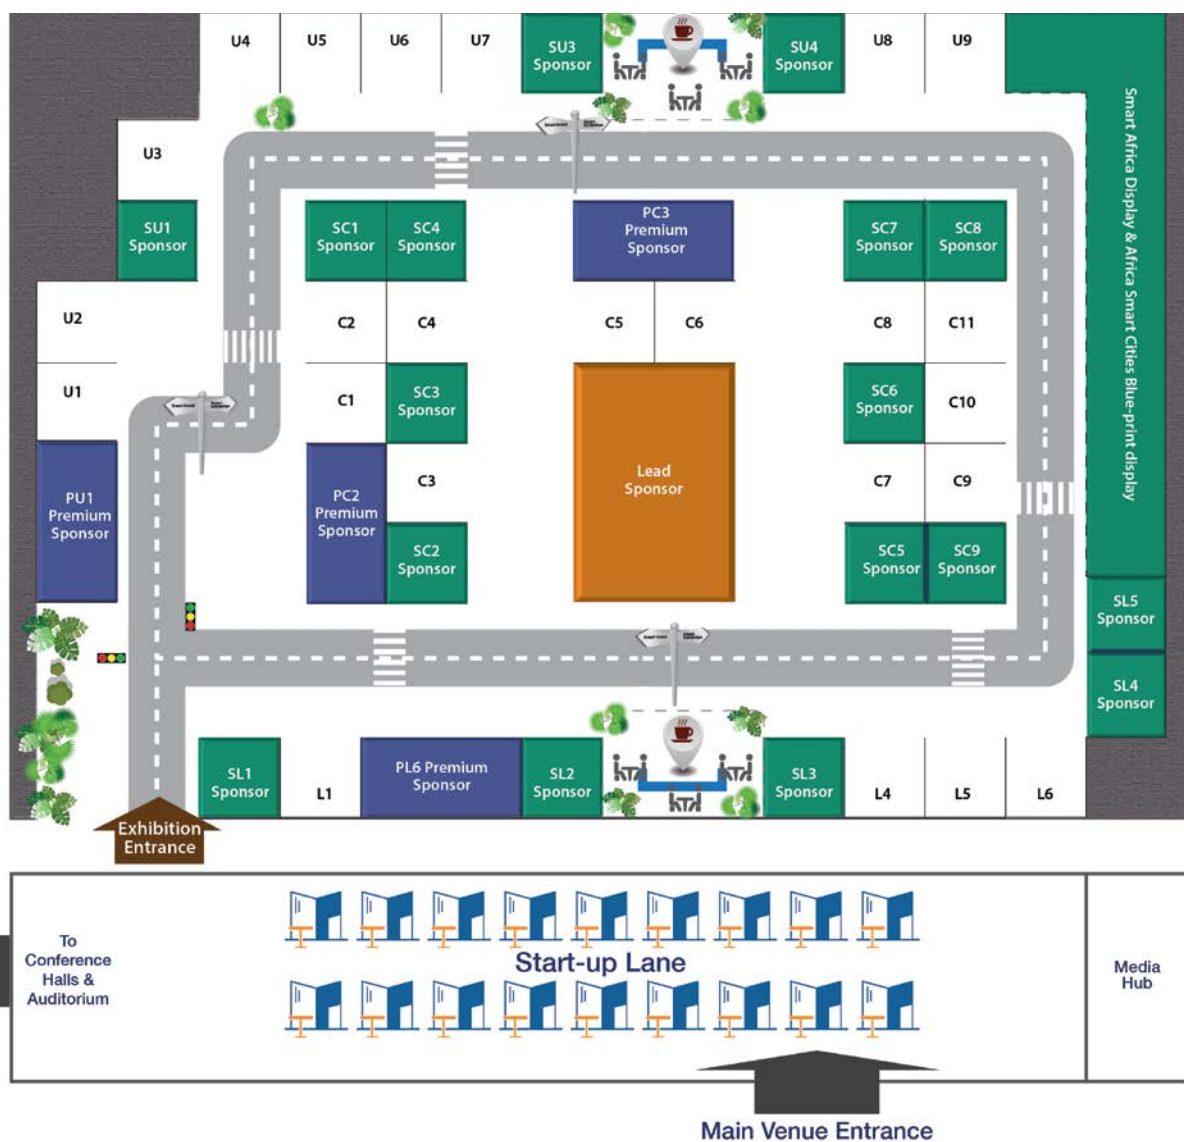 U4
U5
U6
U7
SU3
Sponsor
SU4
Sponsor
U8
U9
Smart Africa Display & Africa Smart Cities Blue-print display
U3
SU1
Sponsor
SC1
Sponsor
SC4
Sponsor
PC3
Premium
Sponsor
SC7
Sponsor
SC8
Sponsor
U2
C2
C4
C5
C6
C8
C11
U1
C1
SC3
Sponsor
SC6
Sponsor
C10
Lead
Sponsor
PU1
Premium
Sponsor
PC2
Premium
Sponsor
C3
C7
C9
SC2
Sponsor
SC5
Sponsor
SC9
Sponsor
SL5
Sponsor
SL4
Sponsor
SL1
Sponsor
L1
PL6 Premium
Sponsor
SL2
Sponsor
SL3
Sponsor
L4
L5
L6
Exhibition
Entrance
To
Conference
Halls &
Auditorium
Start-up Lane
Media
Hub
Main Venue Entrance